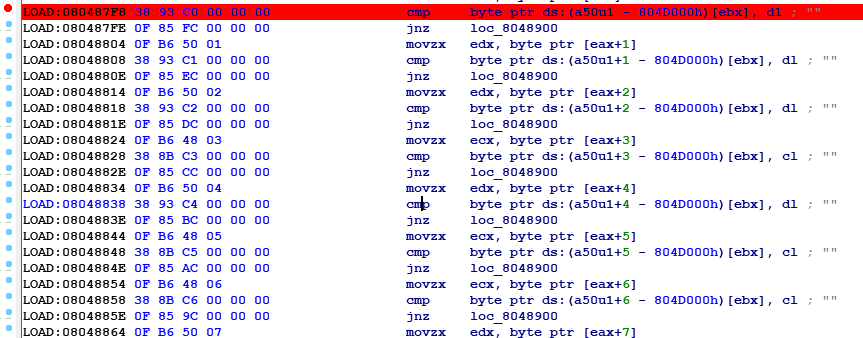 LOAD:080487F8 38 93 C0 00 00 00 cmp byte ptr ds:(a50u1 - 804D000h)[ebx], dl ; ""
LOAD:080487FE 0F 85 FC 00 00 00 jnz loc_8048900
LOAD:08048804 0F B6 50 01 movzx edx, byte ptr [eax+1]
LOAD:08048808 38 93 C1 00 00 00 cmp byte ptr ds:(a50u1+1 - 804D000h)[ebx], dl ; ""
LOAD:0804880E 0F 85 EC 00 00 00 jnz loc_8048900
LOAD:08048814 0F B6 50 02 movzx edx, byte ptr [eax+2]
LOAD:08048818 38 93 C2 00 00 00 cmp byte ptr ds:(a50u1+2 - 804D000h)[ebx], dl ; ""
LOAD:0804881E 0F 85 DC 00 00 00 jnz loc_8048900
LOAD:08048824 0F B6 48 03 movzx ecx, byte ptr [eax+3]
LOAD:08048828 38 8B C3 00 00 00 cmp byte ptr ds:(a50u1+3 - 804D000h)[ebx], cl ; ""
LOAD:0804882E 0F 85 CC 00 00 00 jnz loc_8048900
LOAD:08048834 0F B6 50 04 movzx edx, byte ptr [eax+4]
LOAD:08048838 38 93 C4 00 00 00 cmp byte ptr ds:(a50u1+4 - 804D000h)[ebx], dl ; ""
LOAD:0804883E 0F 85 BC 00 00 00 jnz loc_8048900
LOAD:08048844 0F B6 48 05 movzx ecx, byte ptr [eax+5]
LOAD:08048848 38 8B C5 00 00 00 cmp byte ptr ds:(a50u1+5 - 804D000h)[ebx], cl ; ""
LOAD:0804884E 0F 85 AC 00 00 00 jnz loc_8048900
LOAD:08048854 0F B6 48 06 movzx ecx, byte ptr [eax+6]
LOAD:08048858 38 8B C6 00 00 00 cmp byte ptr ds:(a50u1+6 - 804D000h)[ebx], cl ; ""
LOAD:0804885E 0F 85 9C 00 00 00 jnz loc_8048900
LOAD:08048864 0F B6 50 07 movzx edx, byte ptr [eax+7]